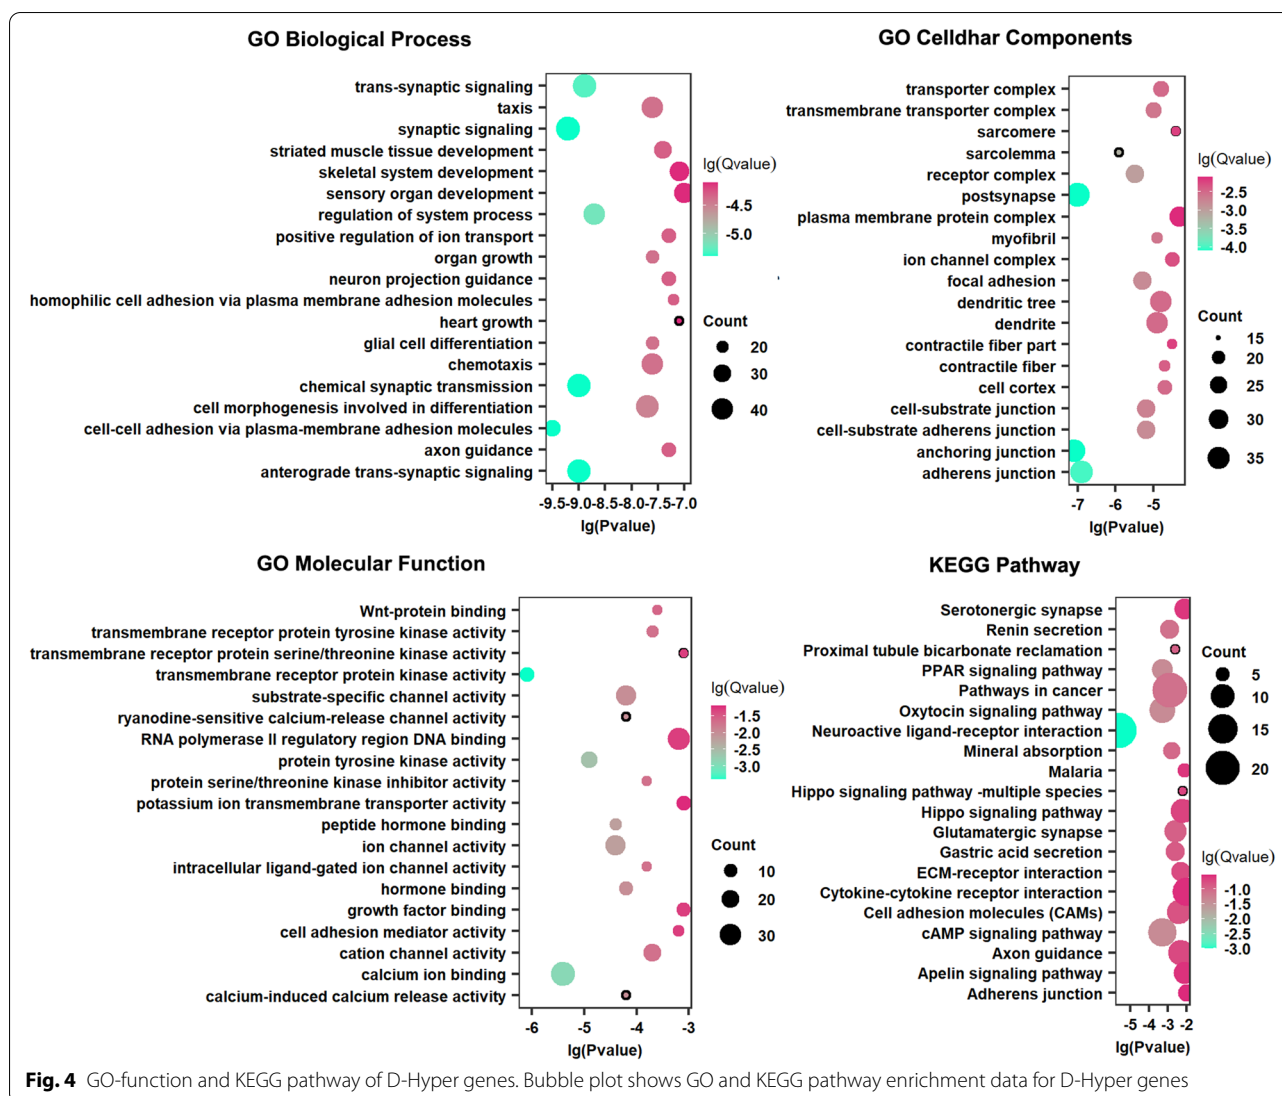 GO Biological Process
trans-synaptic signaling
taxis
synaptic signaling
striated muscle tissue development
skeletal system development
sensory organ development
regulation of system process
positive regulation of ion transport
organ growth
neuron projection guidance
homophilic cell adhesion via plasma membrane adhesion molecules
heart growth
glial cell differentiation
chemotaxis
chemical synaptic transmission
cell morphogenesis involved in differentiation
cell-cell adhesion via plasma-membrane adhesion molecules
axon guidance
anterograde trans-synaptic signaling
-9.5-9.0-8.5-8.0-7.5-7.0
lg(Pvalue)
lg(Qvalue)
-4.5
-5.0
Count
20
30
40
GO Celldhar Components
transporter complex
transmembrane transporter complex
sarcomere
sarcolemma
receptor complex
postsynapse
plasma membrane protein complex
myofibril
ion channel complex
focal adhesion
dendritic tree
dendrite
contractile fiber part
contractile fiber
cell cortex
cell-substrate junction
cell-substrate adherens junction
anchoring junction
adherens junction
-7 -6 -5
lg(Pvalue)
lg(Qvalue)
-2.5
-3.0
-3.5
-4.0
Count
15
20
25
30
35
GO Molecular Function
Wnt-protein binding
transmembrane receptor protein tyrosine kinase activity
transmembrane receptor protein serine/threonine kinase activity
transmembrane receptor protein kinase activity
substrate-specific channel activity
ryanodine-sensitive calcium-release channel activity
RNA polymerase II regulatory region DNA binding
protein tyrosine kinase activity
protein serine/threonine kinase inhibitor activity
potassium ion transmembrane transporter activity
peptide hormone binding
ion channel activity
intracellular ligand-gated ion channel activity
hormone binding
growth factor binding
cell adhesion mediator activity
cation channel activity
calcium ion binding
calcium-induced calcium release activity
-6 -5 -4 -3
lg(Pvalue)
lg(Qvalue)
-1.5
-2.0
-2.5
-3.0
Count
10
20
30
KEGG Pathway
Serotonergic synapse
Renin secretion
Proximal tubule bicarbonate reclamation
PPAR signaling pathway
Pathways in cancer
Oxytocin signaling pathway
Neuroactive ligand-receptor interaction
Mineral absorption
Malaria
Hippo signaling pathway -multiple species
Hippo signaling pathway
Glutamatergic synapse
Gastric acid secretion
ECM-receptor interaction
Cytokine-cytokine receptor interaction
Cell adhesion molecules (CAMs)
cAMP signaling pathway
Axon guidance
Apelin signaling pathway
Adherens junction
-5 -4 -3 -2
lg(Pvalue)
Count
5
10
15
20
lg(Qvalue)
-1.0
-1.5
-2.0
-2.5
-3.0
Fig. 4 GO-function and KEGG pathway of D-Hyper genes. Bubble plot shows GO and KEGG pathway enrichment data for D-Hyper genes